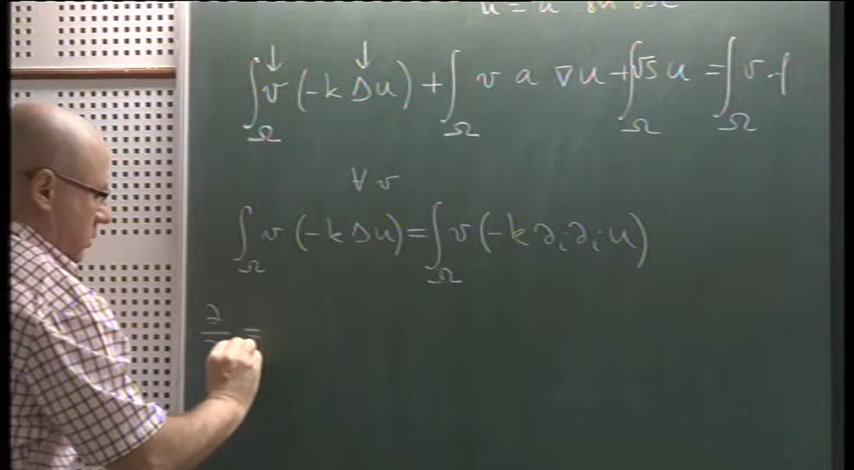 ∫_Ω v (-k Δu) + ∫_Ω v a ∇u + ∫_Ω v s u = ∫_Ω v f
∀ v
∫_Ω v (-k Δu) = ∫_Ω v (-k ∂_i ∂_i u)
∂ =